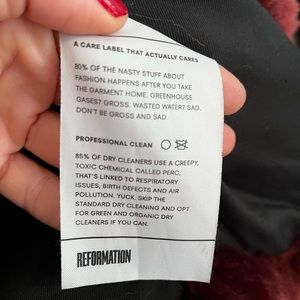 A CARE LABEL THAT ACTUALLY CARES
80% OF THE NASTY STUFF ABOUT
FASHION HAPPENS AFTER YOU TAKE
THE GARMENT HOME. GREENHOUSE
GASES? GROSS. WASTED WATER? SAD.
DON'T BE GROSS AND SAD.
PROFESSIONAL CLEAN
85% OF DRY CLEANERS USE A CREEPY,
TOXIC CHEMICAL CALLED PERC,
THAT'S LINKED TO RESPIRATORY
ISSUES, BIRTH DEFECTS AND AIR
POLLUTION. YUCK. SKIP THE
STANDARD DRY CLEANING AND OPT
FOR GREEN AND ORGANIC DRY
CLEANERS IF YOU CAN.
REFORMATION